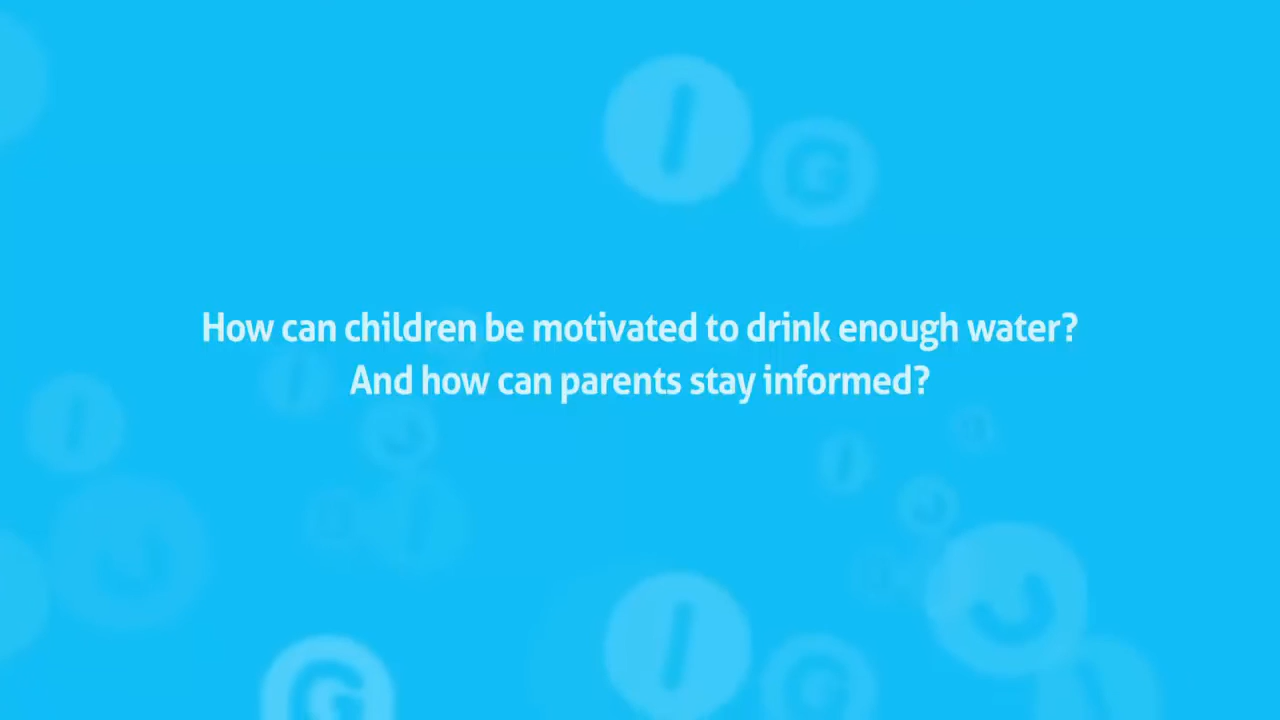 How can children be motivated to drink enough water?
And how can parents stay informed?